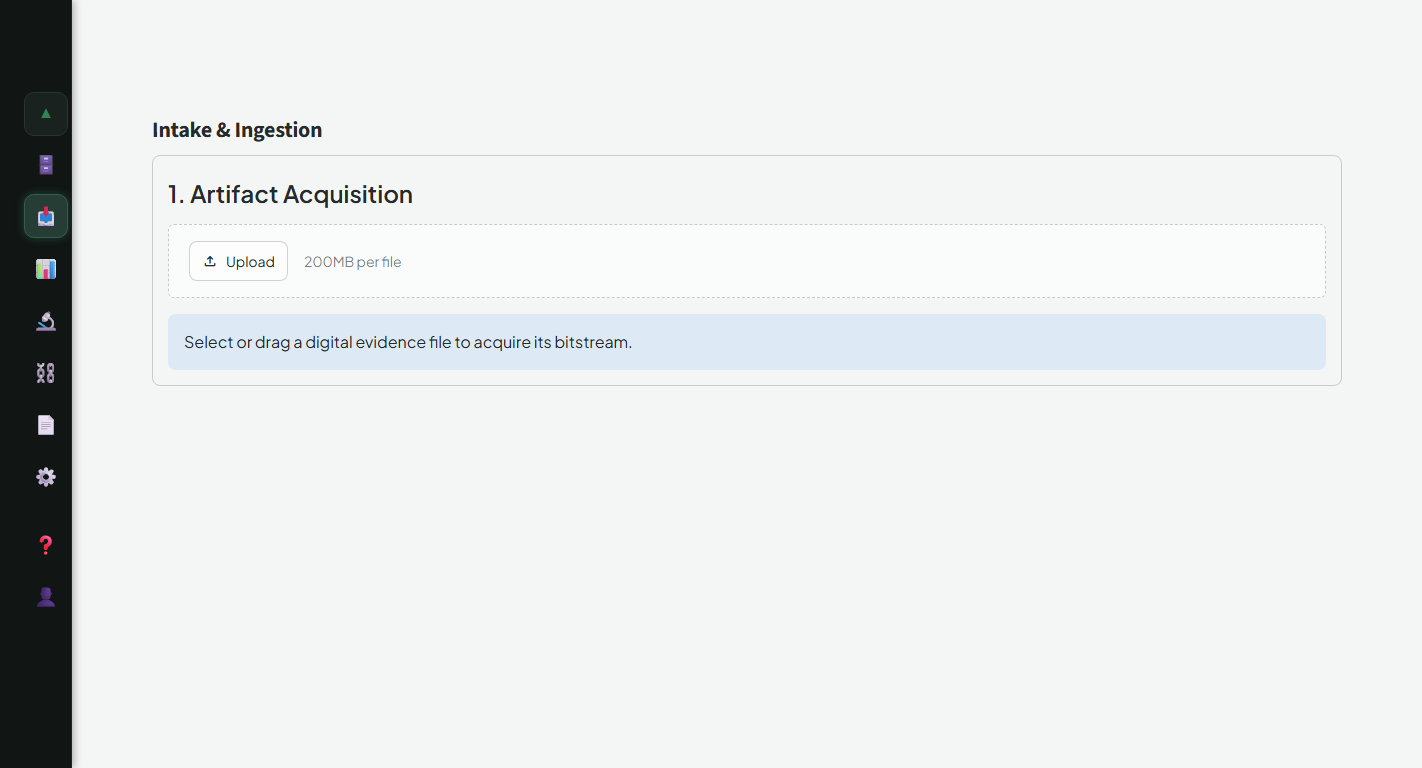 Intake & Ingestion
1. Artifact Acquisition
Upload 200MB per file
Select or drag a digital evidence file to acquire its bitstream.